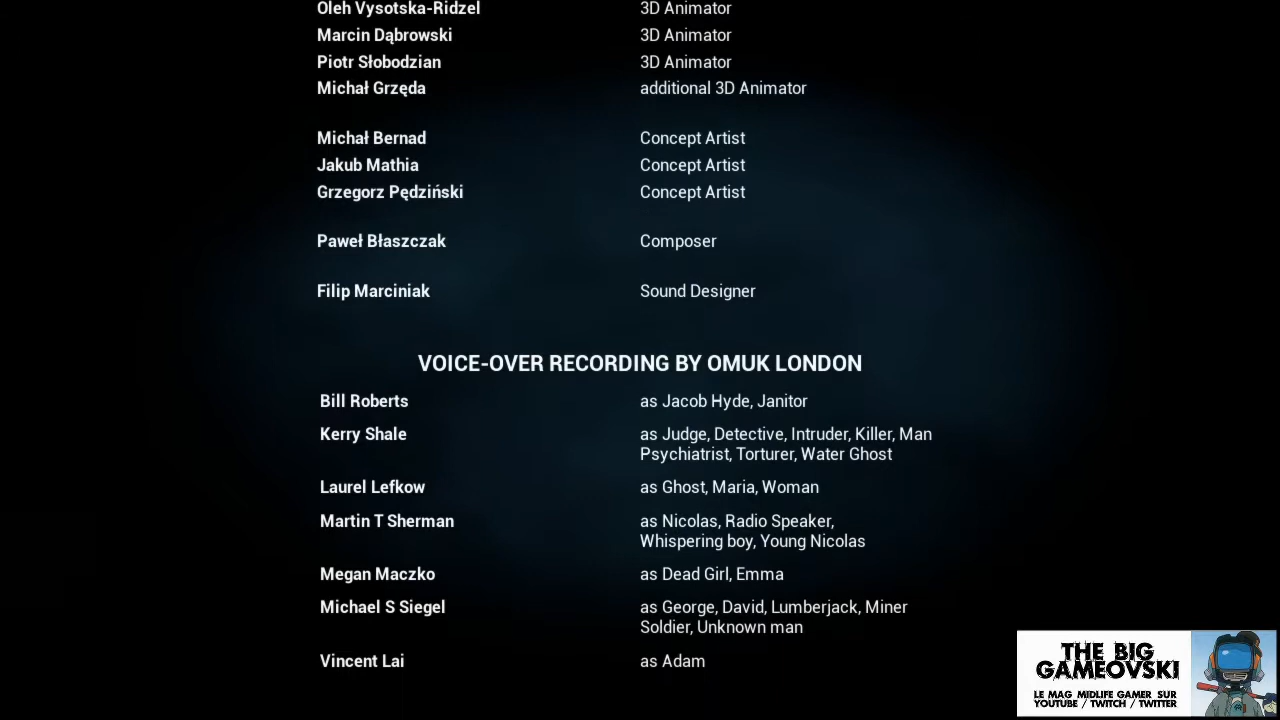 Oleh Vysotska-Ridzel 3D Animator
Marcin Dąbrowski 3D Animator
Piotr Słobodzian 3D Animator
Michał Grzęda additional 3D Animator
Michał Bernad Concept Artist
Jakub Mathia Concept Artist
Grzegorz Pędziński Concept Artist
Paweł Błaszczak Composer
Filip Marciniak Sound Designer
VOICE-OVER RECORDING BY OMUK LONDON
Bill Roberts as Jacob Hyde, Janitor
Kerry Shale as Judge, Detective, Intruder, Killer, Man
Psychiatrist, Torturer, Water Ghost
Laurel Lefkow as Ghost, Maria, Woman
Martin T Sherman as Nicolas, Radio Speaker,
Whispering boy, Young Nicolas
Megan Maczko as Dead Girl, Emma
Michael S Siegel as George, David, Lumberjack, Miner
Soldier, Unknown man
Vincent Lai as Adam
THE BIG
GAMEOVSKI
LE MAG MIDLIFE GAMER SUR
YOUTUBE / TWITCH / TWITTER